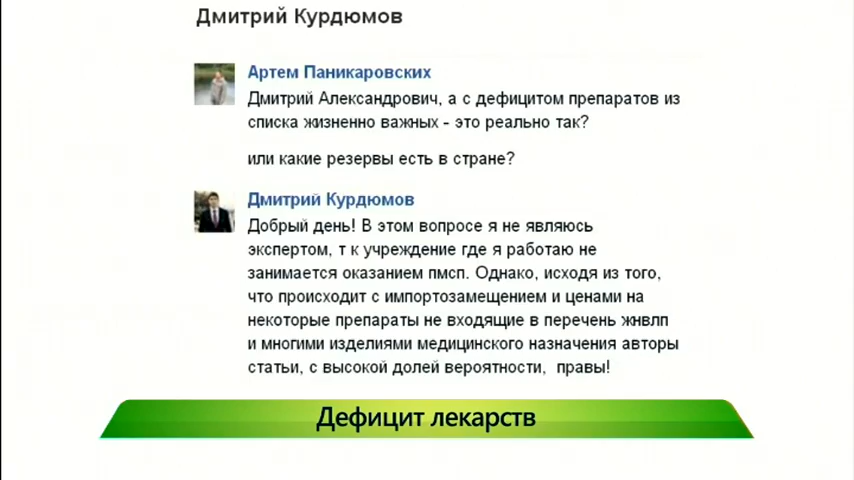 Дмитрий Курдюмов
Артем Паникаровских
Дмитрий Александрович, а с дефицитом препаратов из
списка жизненно важных - это реально так?
или какие резервы есть в стране?
Дмитрий Курдюмов
Добрый день! В этом вопросе я не являюсь
экспертом, т к учреждение где я работаю не
занимается оказанием пмсп. Однако, исходя из того,
что происходит с импортозамещением и ценами на
некоторые препараты не входящие в перечень жнвлп
и многими изделиями медицинского назначения авторы
статьи, с высокой долей вероятности, правы!
Дефицит лекарств